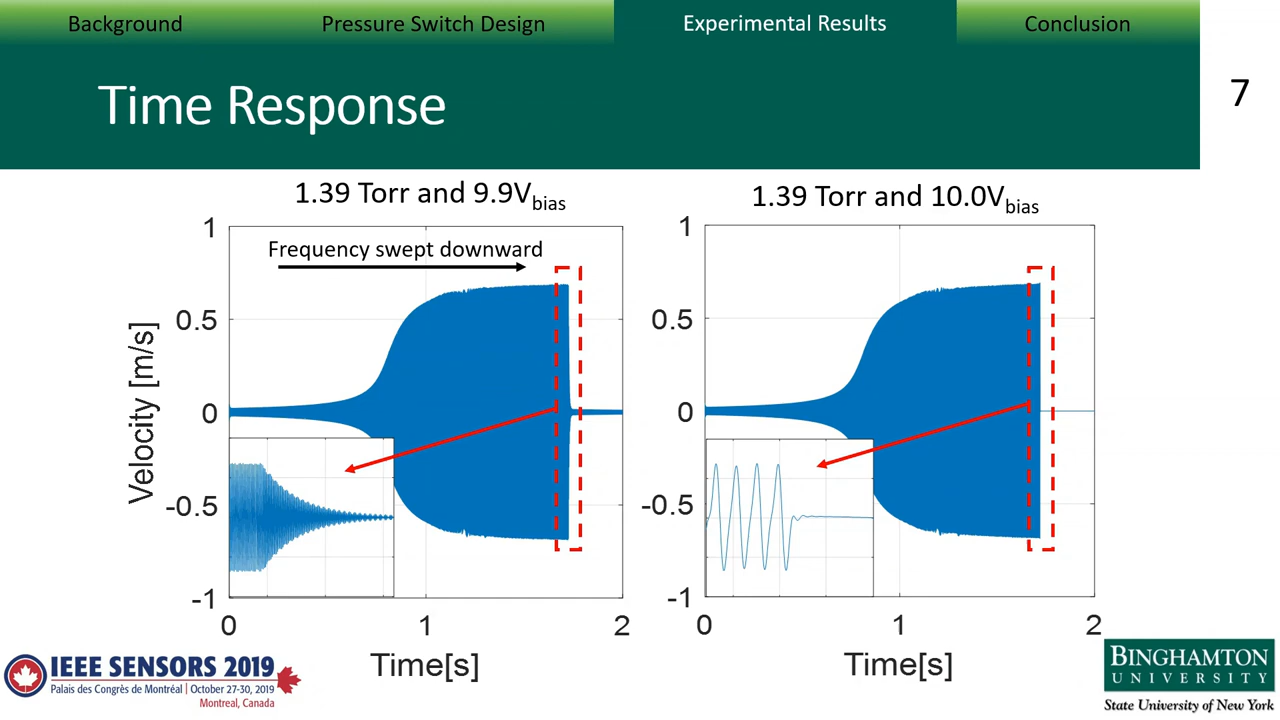 Background
Pressure Switch Design
Experimental Results
Conclusion
Time Response
7
1.39 Torr and 9.9Vbias
1.39 Torr and 10.0Vbias
Frequency swept downward
Velocity [m/s]
1
0.5
0
-0.5
-1
0
1
2
Time[s]
1
0.5
0
-0.5
-1
0
1
2
Time[s]
IEEE SENSORS 2019
Palais des Congrès de Montréal | October 27-30, 2019
Montreal, Canada
BINGHAMTON
UNIVERSITY
State University of New York